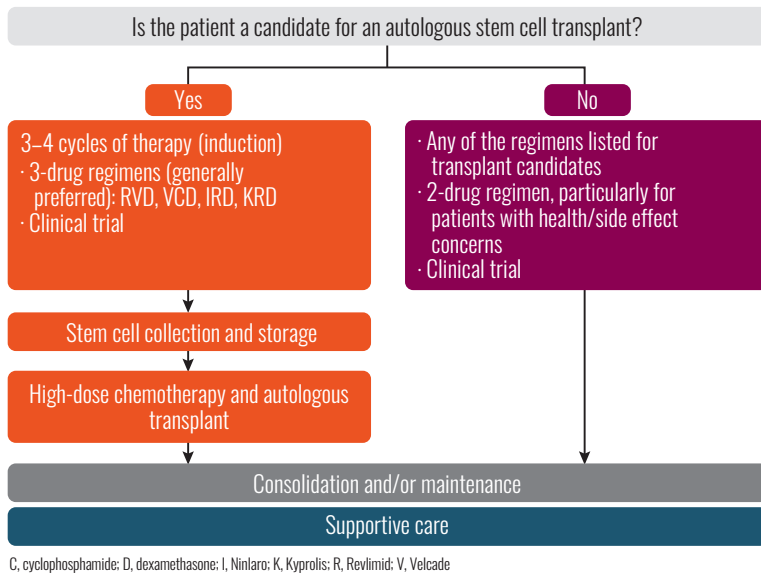 Is the patient a candidate for an autologous stem cell transplant?
Yes
3–4 cycles of therapy (induction)
· 3-drug regimens (generally
preferred): RVD, VCD, IRD, KRD
· Clinical trial
Stem cell collection and storage
High-dose chemotherapy and autologous
transplant
No
· Any of the regimens listed for
transplant candidates
· 2-drug regimen, particularly for
patients with health/side effect
concerns
· Clinical trial
Consolidation and/or maintenance
Supportive care
C, cyclophosphamide; D, dexamethasone; I, Ninlaro; K, Kyprolis; R, Revlimid; V, Velcade